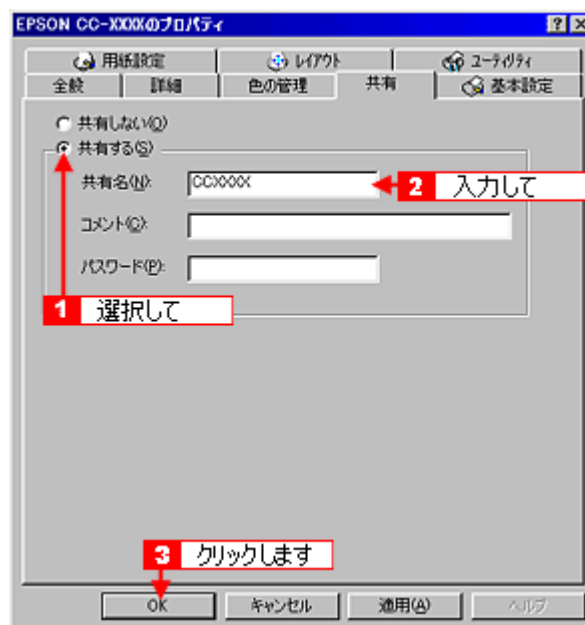 EPSON CC-XXXXのプロパティ
用紙設定 レイアウト ユーティリティ
全般 詳細 色の管理 共有 基本設定
共有しない(O)
共有する(S)
共有名(N): CCXXXX
2 入力して
コメント(C):
パスワード(P):
1 選択して
3 クリックします
OK キャンセル 適用(A) ヘルプ